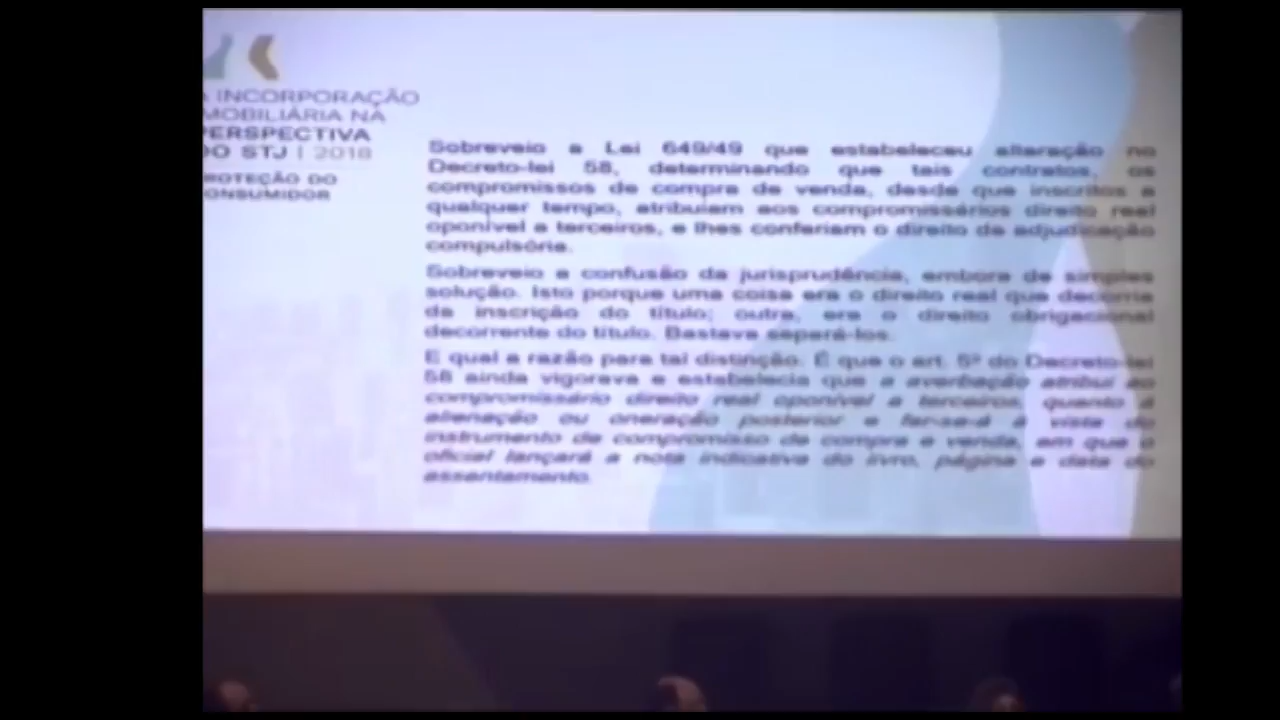 A INCORPORAÇÃO
IMOBILIÁRIA NA
PERSPECTIVA
DO STJ | 2018
PROTEÇÃO DO
CONSUMIDOR
Sobreveio a Lei 649/49 que estabeleceu alteração no
Decreto-lei 58, determinando que tais contratos, os
compromissos de compra de venda, desde que inscritos a
qualquer tempo, atribuiam aos compromissários direito real
oponível a terceiros, e lhes conferiam o direito de adjudicação
compulsória.
Sobreveio a confusão da jurisprudência, embora de simples
solução. Isto porque uma coisa era o direito real que decorria
da inscrição do título; outra, era o direito obrigacional
decorrente do título. Bastava separá-los.
E qual a razão para tal distinção. É que o art. 5º do Decreto-lei
58 ainda vigorava e estabelecia que a averbação atribui ao
compromissário direito real oponível a terceiros, quanto à
alienação ou oneração posterior e far-se-á à vista do
instrumento de compromisso de compra e venda, em que o
oficial lançará a nota indicativa do livro, página e data do
assentamento.